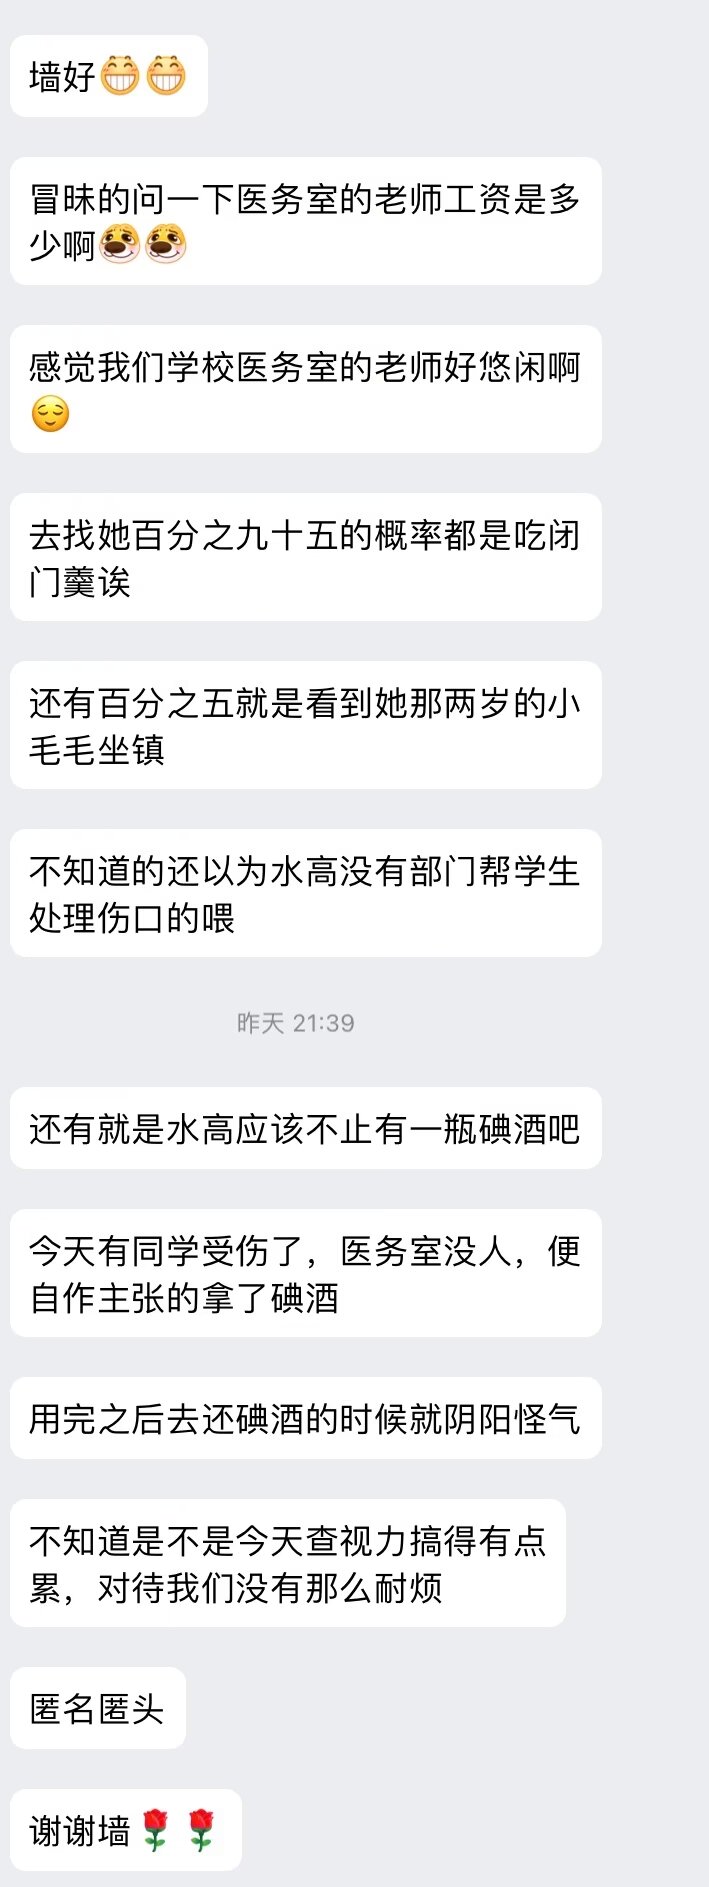 墙好😁😁
冒昧的问一下医务室的老师工资是多
少啊
感觉我们学校医务室的老师好悠闲啊
😌
去找她百分之九十五的概率都是吃闭
门羹诶
还有百分之五就是看到她那两岁的小
毛毛坐镇
不知道的还以为水高没有部门帮学生
处理伤口的喂
昨天 21:39
还有就是水高应该不止有一瓶碘酒吧
今天有同学受伤了，医务室没人，便
自作主张的拿了碘酒
用完之后去还碘酒的时候就阴阳怪气
不知道是不是今天查视力搞得有点
累，对待我们没有那么耐烦
匿名匿头
谢谢墙🌹🌹